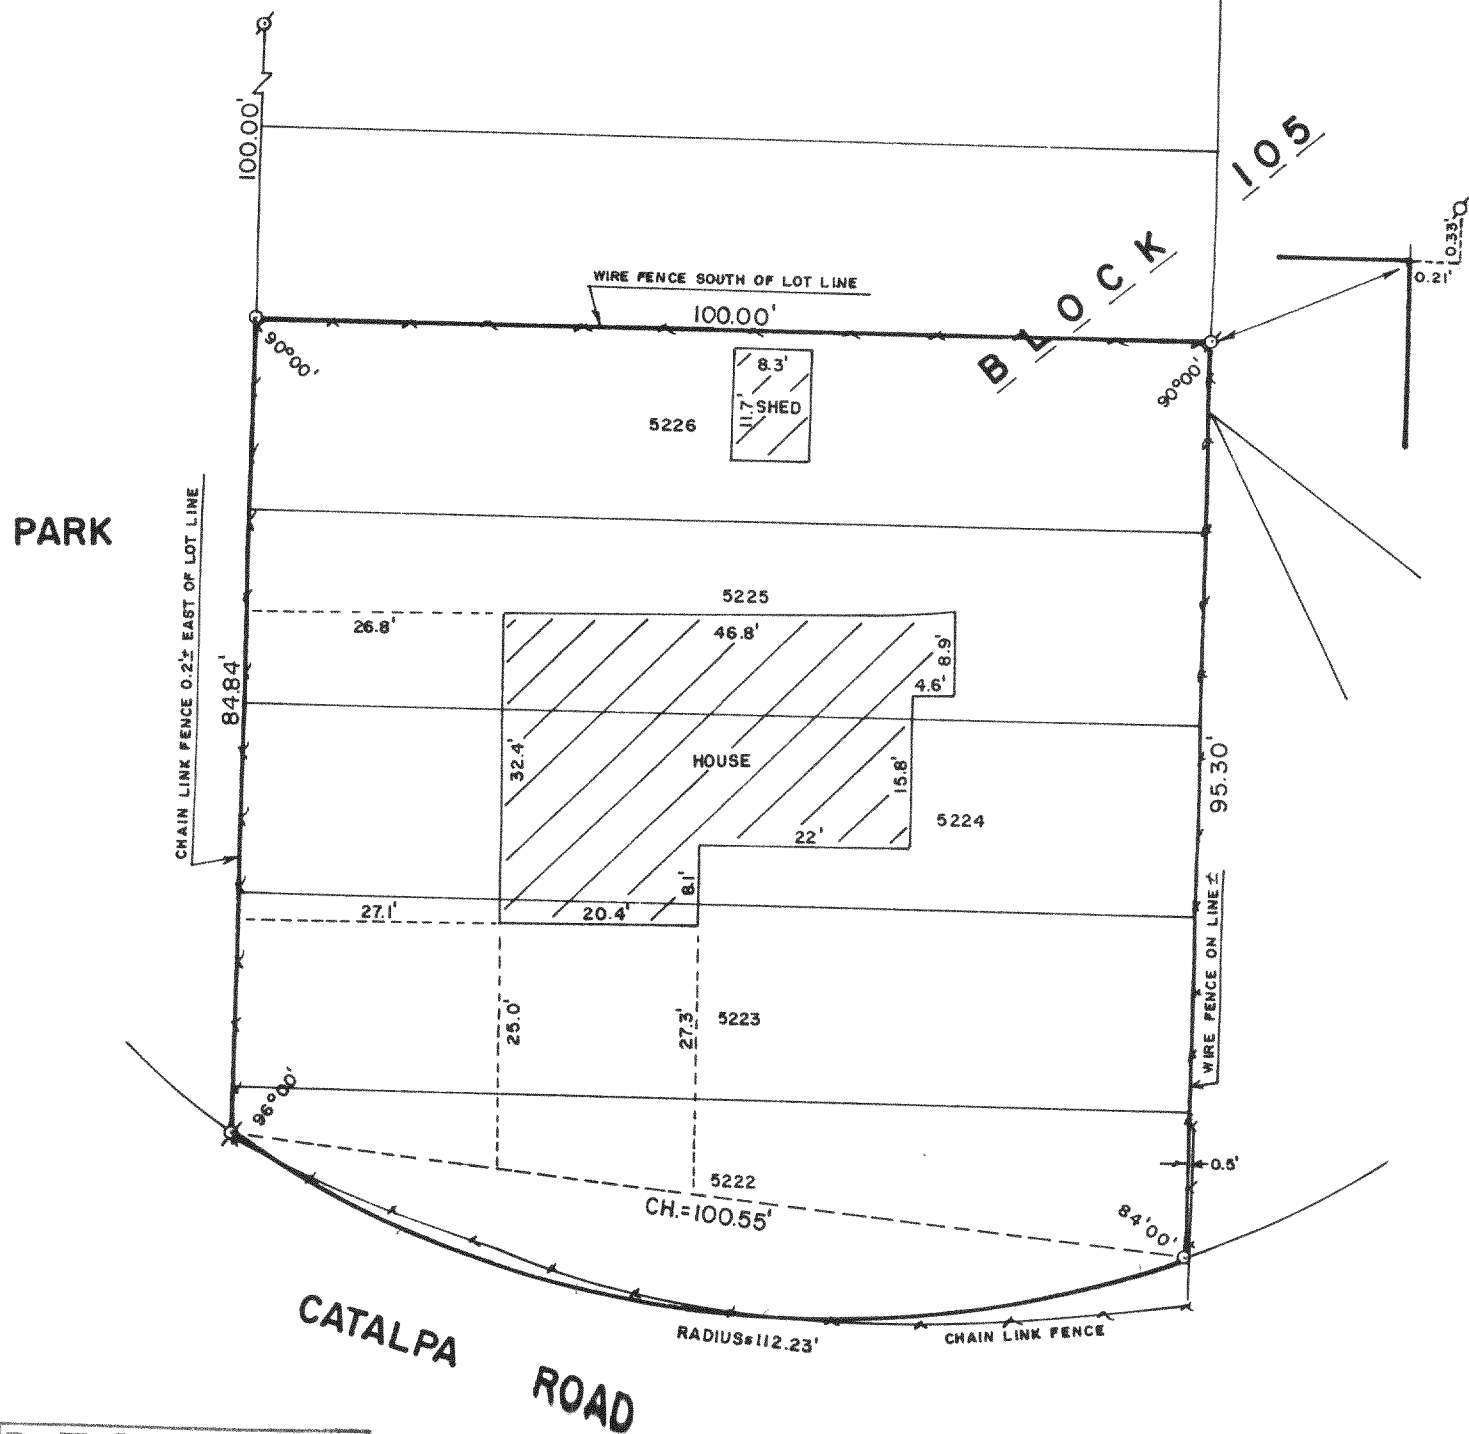 100.00'
BLOCK 105
0.33'
0.21'
WIRE FENCE SOUTH OF LOT LINE
100.00'
90°00'
90°00'
8.3'
11.7'
SHED
5226
PARK
CHAIN LINK FENCE 0.2'± EAST OF LOT LINE
84.84'
5225
26.8'
46.8'
8.9'
4.6'
32.4'
HOUSE
15.8'
95.30'
22'
5224
8.1'
27.1'
20.4'
WIRE FENCE ON LINE±
25.0'
27.3'
5223
96°00'
0.5'
5222
CH.=100.55'
84°00'
CATALPA ROAD
RADIUS=112.23'
CHAIN LINK FENCE